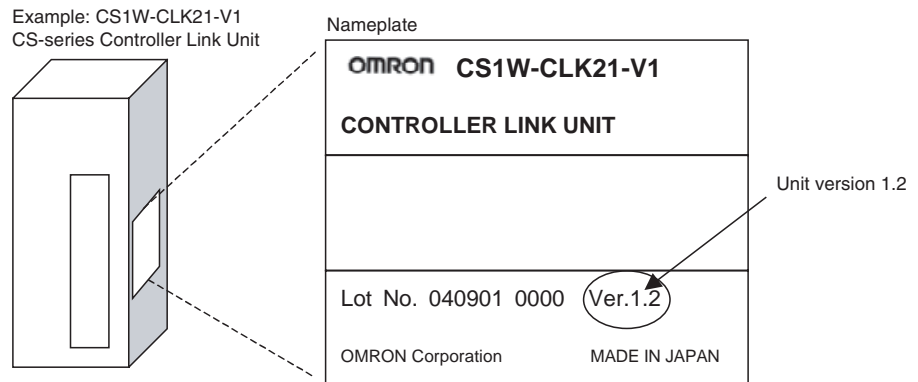 Example: CS1W-CLK21-V1
CS-series Controller Link Unit
Nameplate
OMRON CS1W-CLK21-V1
CONTROLLER LINK UNIT
Unit version 1.2
Lot No. 040901 0000 Ver.1.2
OMRON Corporation MADE IN JAPAN